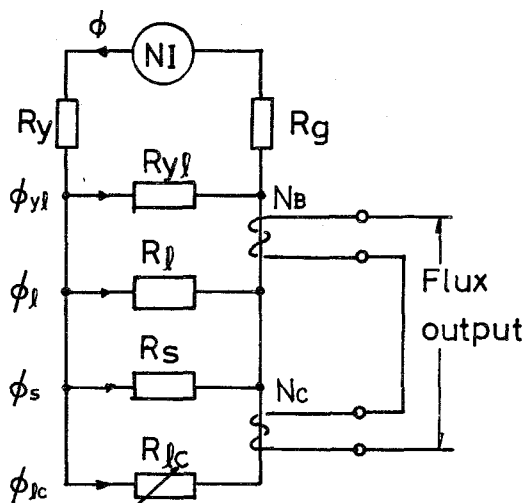 ϕ
NI
Ry
Rg
Ryℓ
ϕyℓ
NB
Rℓ
ϕℓ
Flux
output
Rs
ϕs
NC
Rℓc
ϕℓc